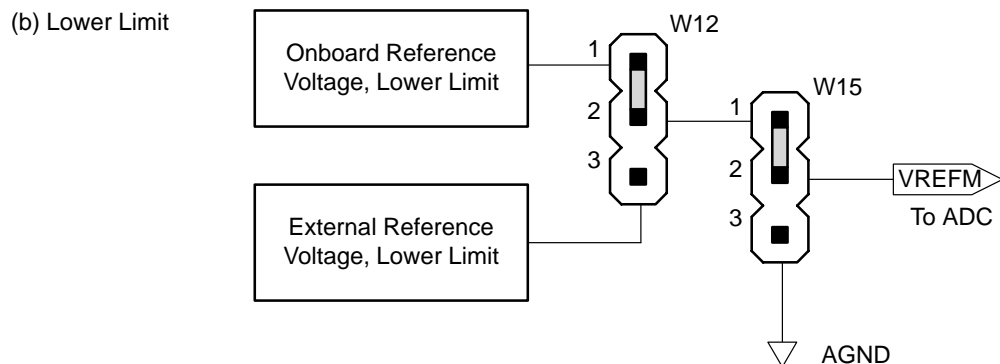 (b) Lower Limit
W12
Onboard Reference
Voltage, Lower Limit
1
2
3
W15
1
2
3
VREFM
To ADC
External Reference
Voltage, Lower Limit
AGND